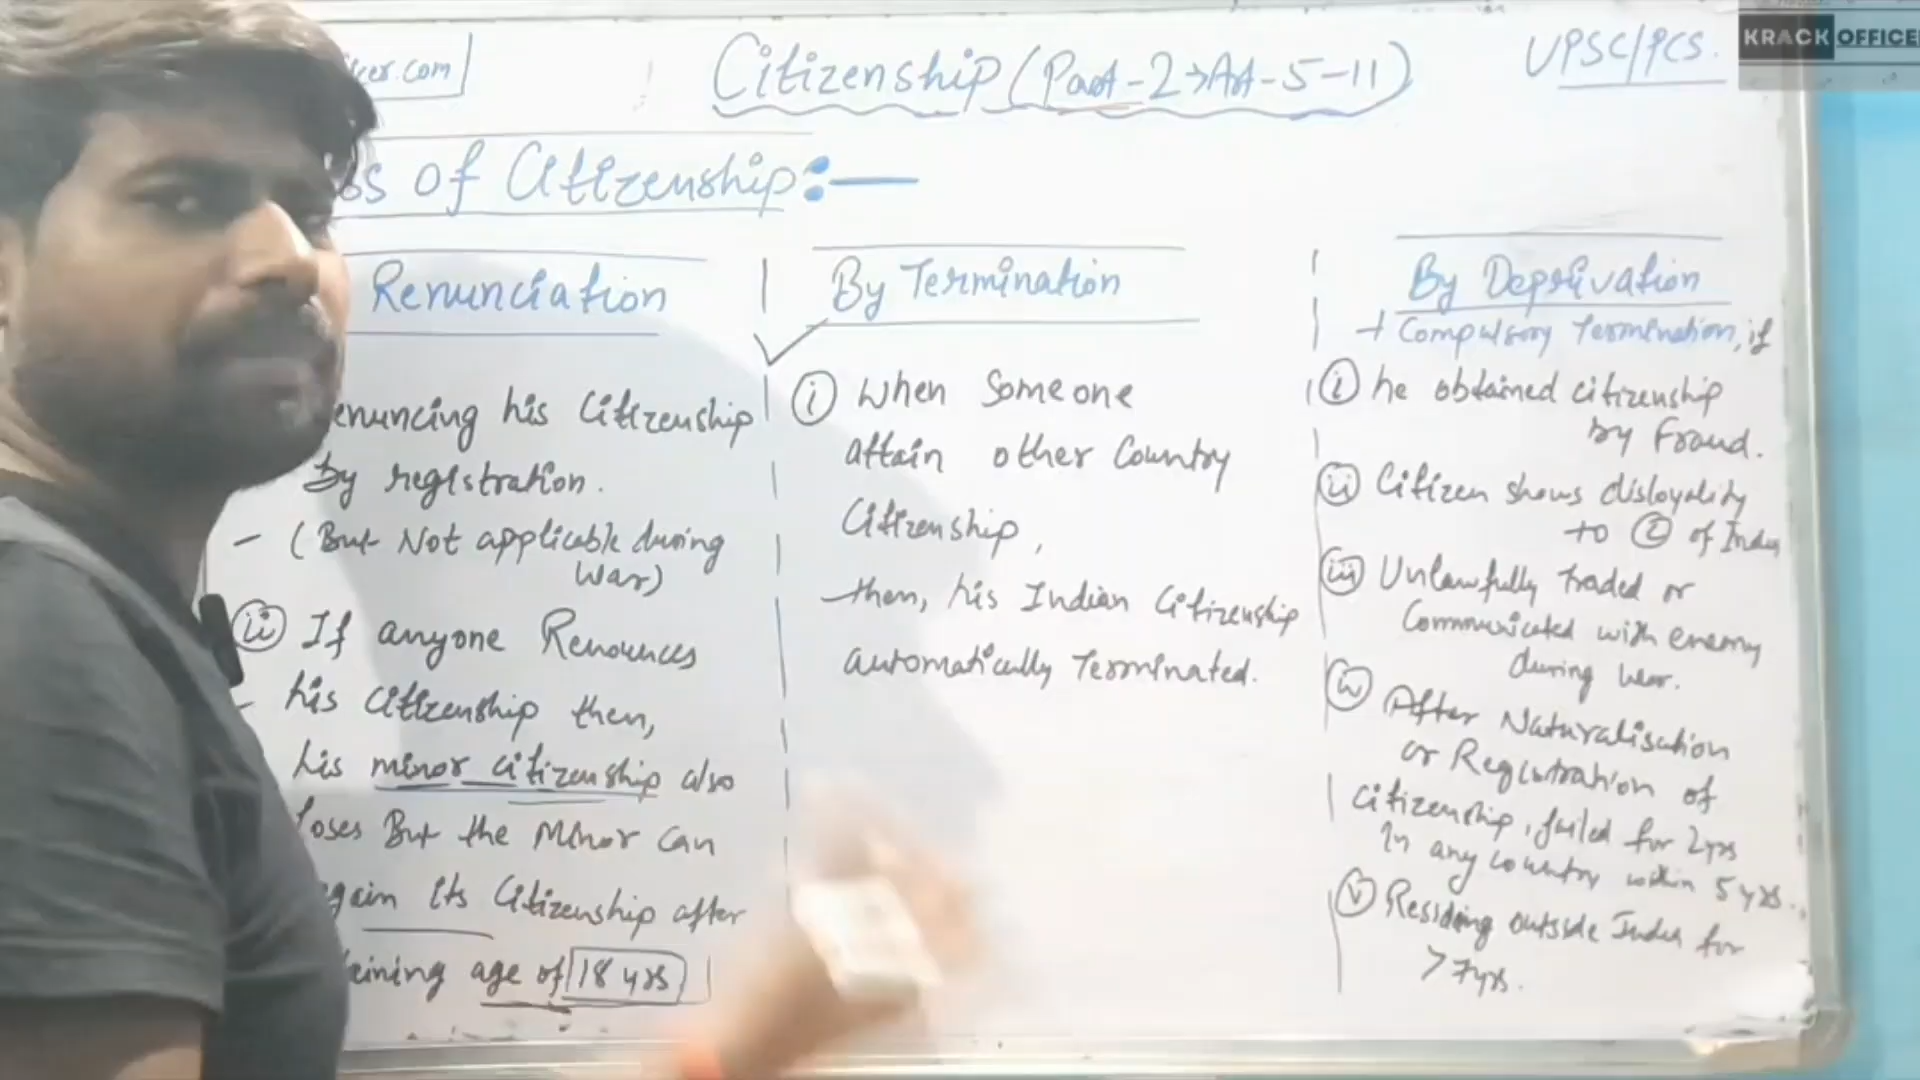 cer.com
Citizenship (Part-2→Art-5-11)
UPSC/PCS.
KRACK OFFICER
ss of Citizenship:—
Renunciation
enuncing his Citizenship
by registration.
- (But Not applicable during
War)
(ii) If anyone Renounces
- his citizenship then,
his minor citizenship also
loses But the Minor can
gain its Citizenship after
aining age of 18 yrs
By Termination
(i) When Someone
attain other Country
Citizenship,
then, his Indian Citizenship
automatically Terminated.
By Deprivation
→ Compulsory Termination, if
(i) he obtained citizenship
by Fraud.
(ii) Citizen shows disloyality
to Ⓒ of India
(iii) Unlawfully traded or
Communicated with enemy
during war.
(iv) After Naturalisation
or Registration of
Citizenship, failed for 2yrs
In any country within 5 yrs.
(v) Residing outside India for
> 7yrs.